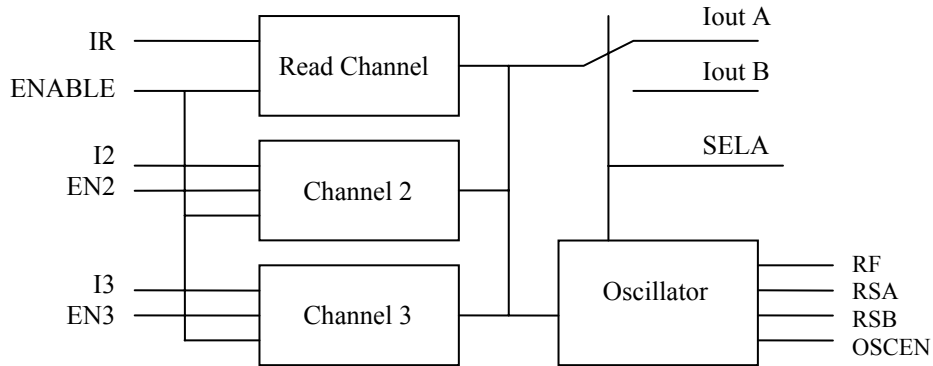 IR
ENABLE
Read Channel
Iout A
Iout B
I2
EN2
Channel 2
SELA
I3
EN3
Channel 3
Oscillator
RF
RSA
RSB
OSCEN